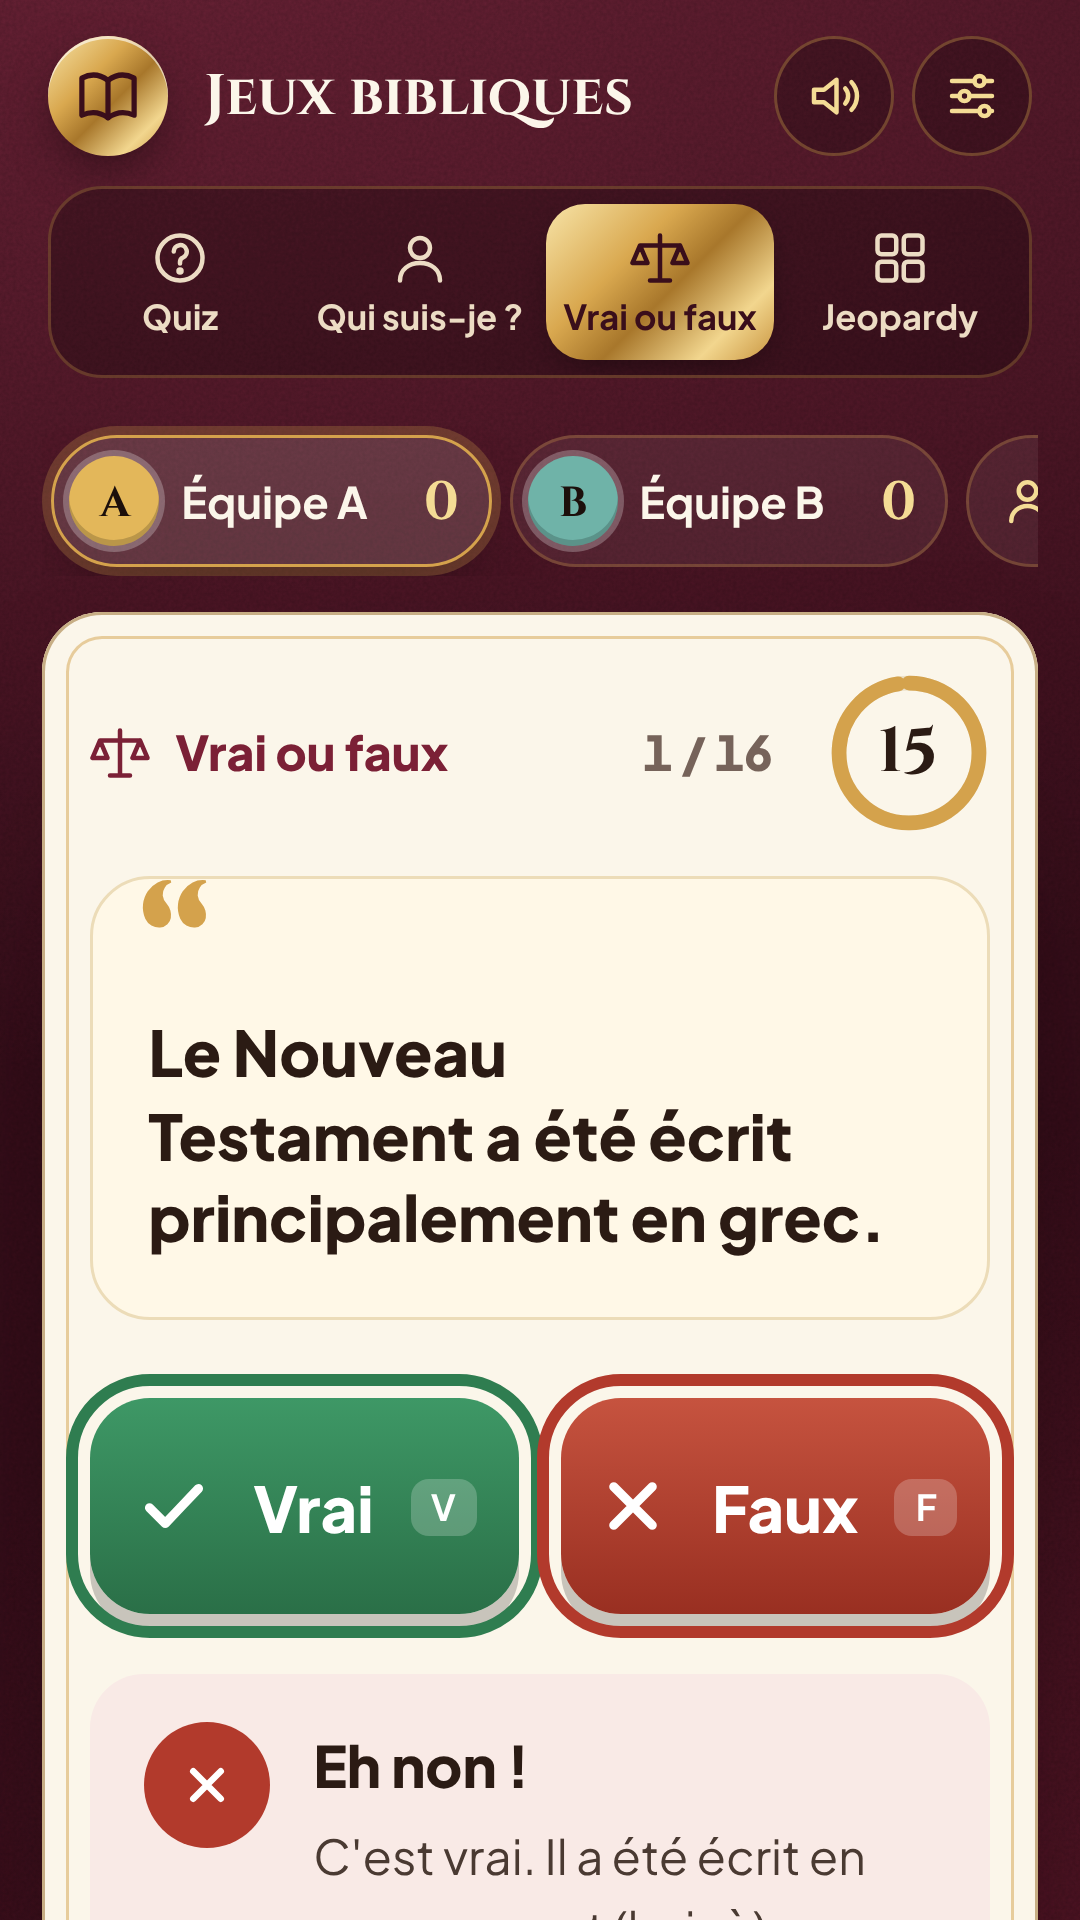 Jeux bibliques
Quiz
Qui suis-je ?
Vrai ou faux
Jeopardy
A Équipe A 0
B Équipe B 0
Vrai ou faux 1 / 16 15
“
Le Nouveau
Testament a été écrit
principalement en grec.
Vrai V
Faux F
Eh non !
C'est vrai. Il a été écrit en